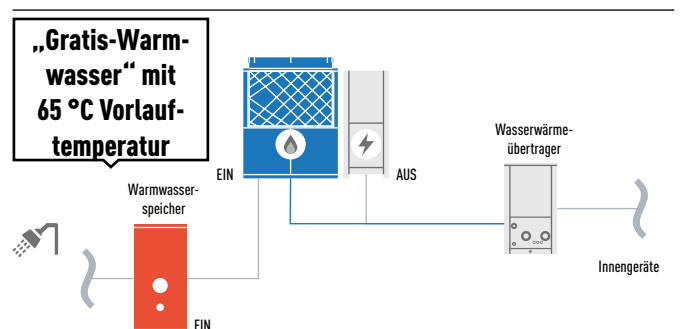 „Gratis-Warm-
wasser“ mit
65 °C Vorlauf-
temperatur
EIN
AUS
Wasserwärme-
übertrager
Warmwasser-
speicher
Innengeräte
EIN